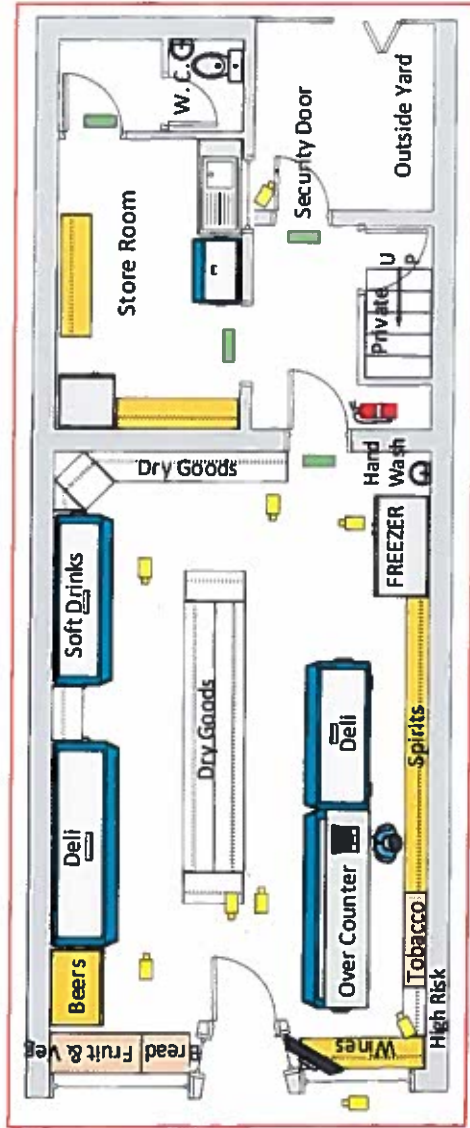 W. C.
Store Room
Security Door
Outside Yard
Private
U
P
Dry Goods
Hand
Wash
Soft Drinks
FREEZER
Dry Goods
Deli
Deli
Spirits
Over Counter
Beers
Tobacco
Bread
Fruit & Veg
Wines
High Risk